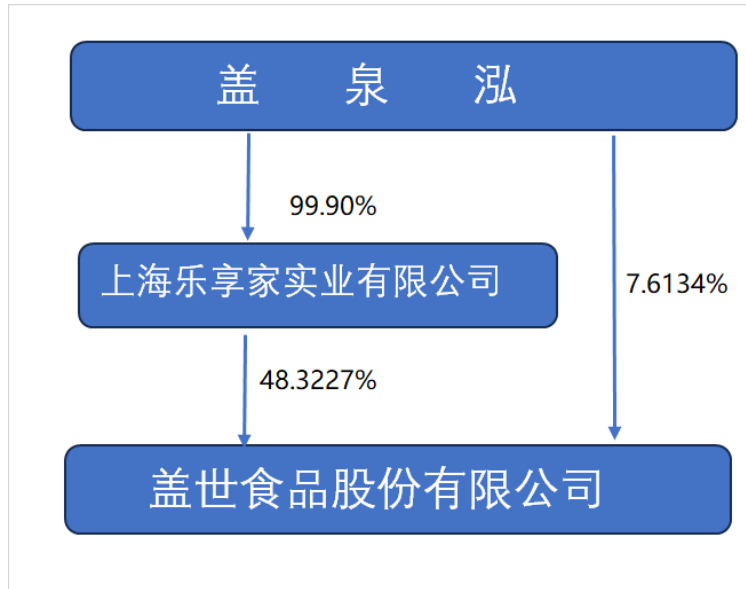 盖 泉 泓
99.90%
上海乐享家实业有限公司
7.6134%
48.3227%
盖世食品股份有限公司